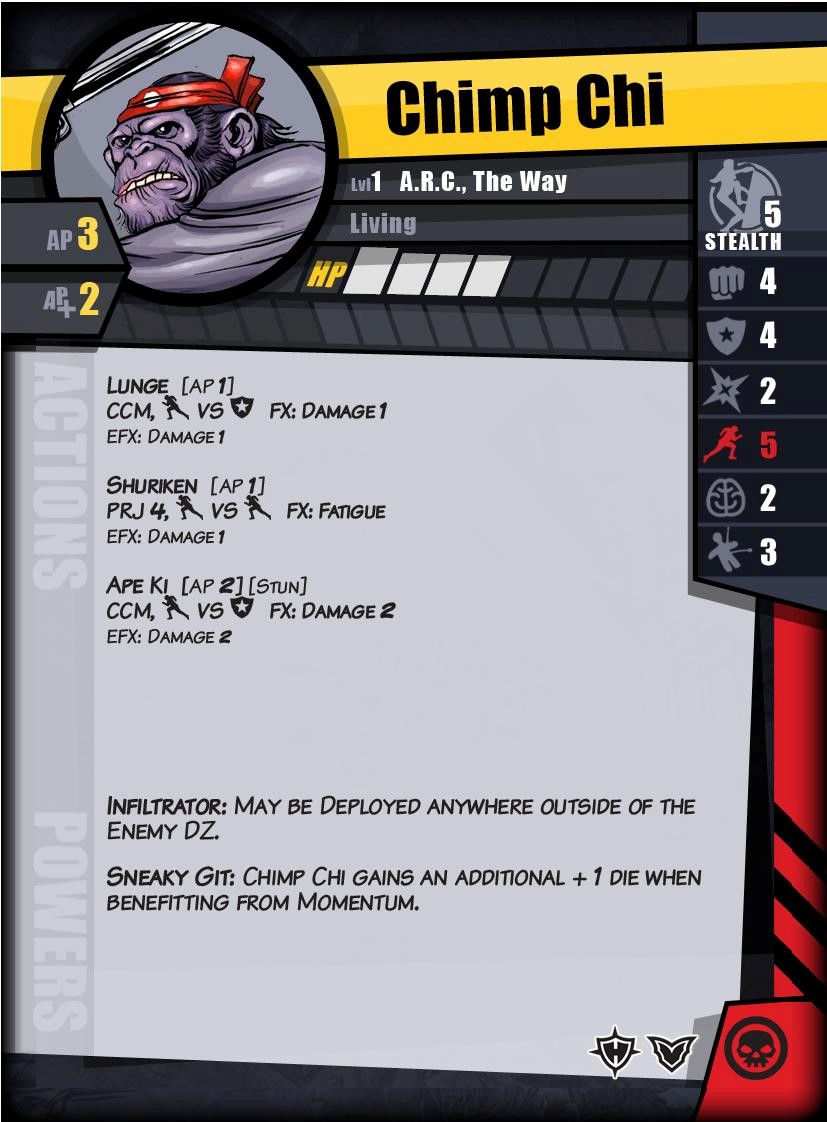 Chimp Chi
Lvl1 A.R.C., The Way
Living
AP 3
AP+ 2
HP
5
STEALTH
4
4
2
5
2
3
ACTIONS
LUNGE [AP 1]
CCM, VS FX: DAMAGE 1
EFX: DAMAGE 1
SHURIKEN [AP 1]
PRJ 4, VS FX: FATIGUE
EFX: DAMAGE 1
APE KI [AP 2] [STUN]
CCM, VS FX: DAMAGE 2
EFX: DAMAGE 2
POWERS
INFILTRATOR: MAY BE DEPLOYED ANYWHERE OUTSIDE OF THE
ENEMY DZ.
SNEAKY GIT: CHIMP CHI GAINS AN ADDITIONAL +1 DIE WHEN
BENEFITTING FROM MOMENTUM.
H